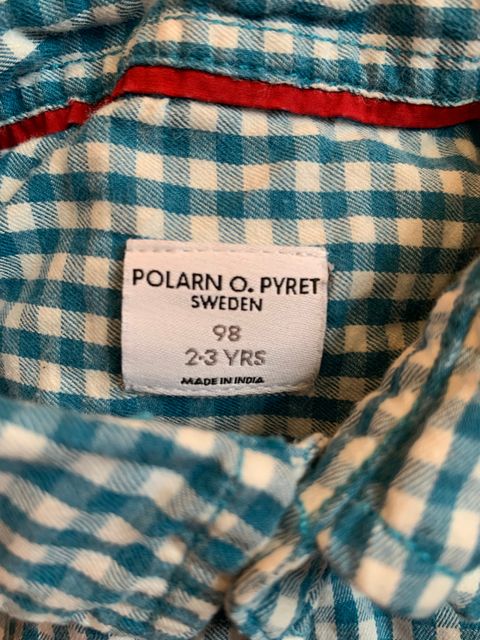 POLARN O. PYRET
SWEDEN
98
2-3 YRS
MADE IN INDIA